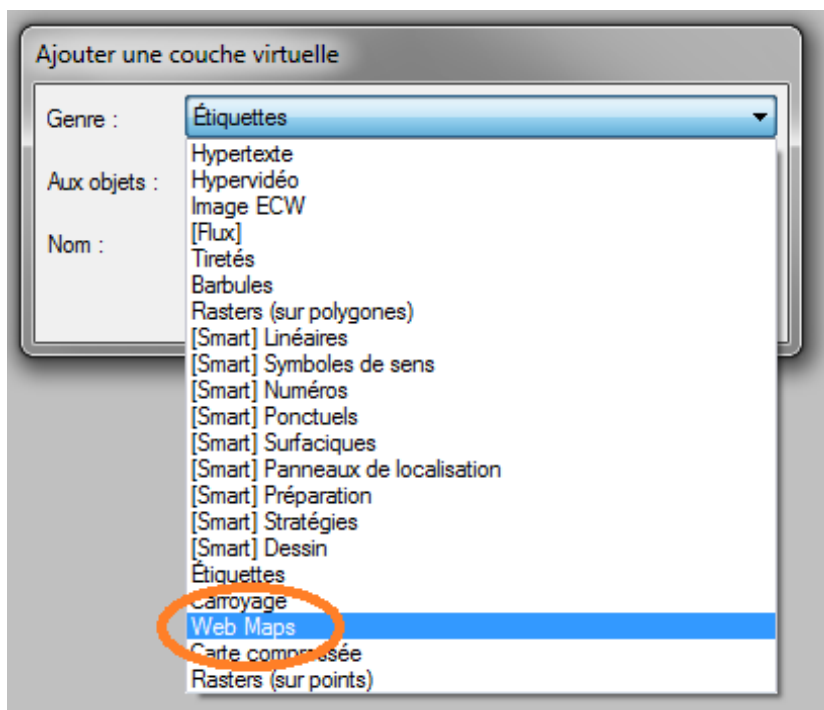 Ajouter une couche virtuelle
Genre : Étiquettes
Hypertexte
Aux objets : Hypervidéo
Image ECW
Nom : [Flux]
Tiretés
Barbules
Rasters (sur polygones)
[Smart] Linéaires
[Smart] Symboles de sens
[Smart] Numéros
[Smart] Ponctuels
[Smart] Surfaciques
[Smart] Panneaux de localisation
[Smart] Préparation
[Smart] Stratégies
[Smart] Dessin
Étiquettes
Carroyage
Web Maps
Carte compressée
Rasters (sur points)